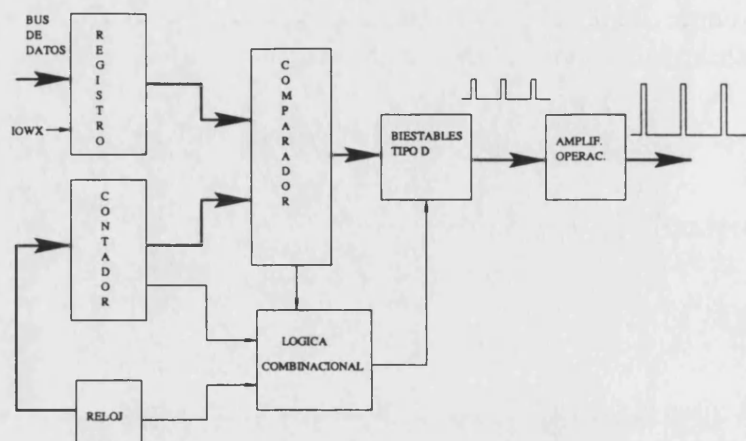 BUS
DE
DATOS
IOWX
REGISTRO
COMPARADOR
BIESTABLES
TIPO D
AMPLIF.
OPERAC.
CONTADOR
LOGICA
COMBINACIONAL
RELOJ